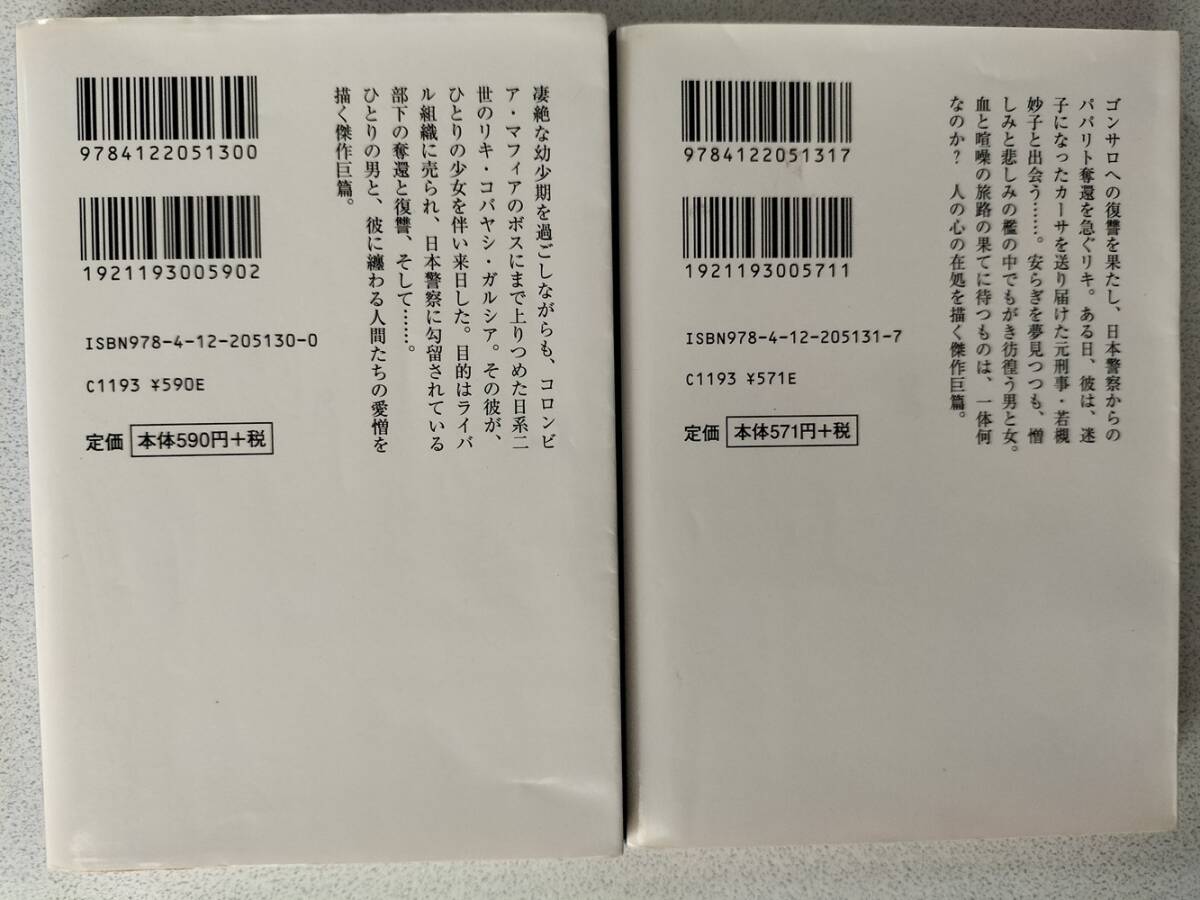 9784122051300
1921193005902
ISBN978-4-12-205130-0
C1193 ¥590E
定価 本体590円+税
凄絶な幼少期を過ごしながらも、コロンビ
ア・マフィアのボスにまで上りつめた日系二
世のリキ・コバヤシ・ガルシア。その彼が、
ひとりの少女を伴い来日した。目的はライバ
ル組織に売られ、日本警察に勾留されている
部下の奪還と復讐、そして……。
ひとりの男と、彼に纏わる人間たちの愛憎を
描く傑作巨篇。
9784122051317
1921193005711
ISBN978-4-12-205131-7
C1193 ¥571E
定価 本体571円+税
ゴンサロへの復讐を果たし、日本警察からの
パパリト奪還を急ぐリキ。ある日、彼は、迷
子になったカーサを送り届けた元刑事・若槻
妙子と出会う……。安らぎを夢見つつも、憎
しみと悲しみの檻の中でもがき彷徨う男と女。
血と喧噪の旅路の果てに待つものは、一体何
なのか？ 人の心の在処を描く傑作巨篇。